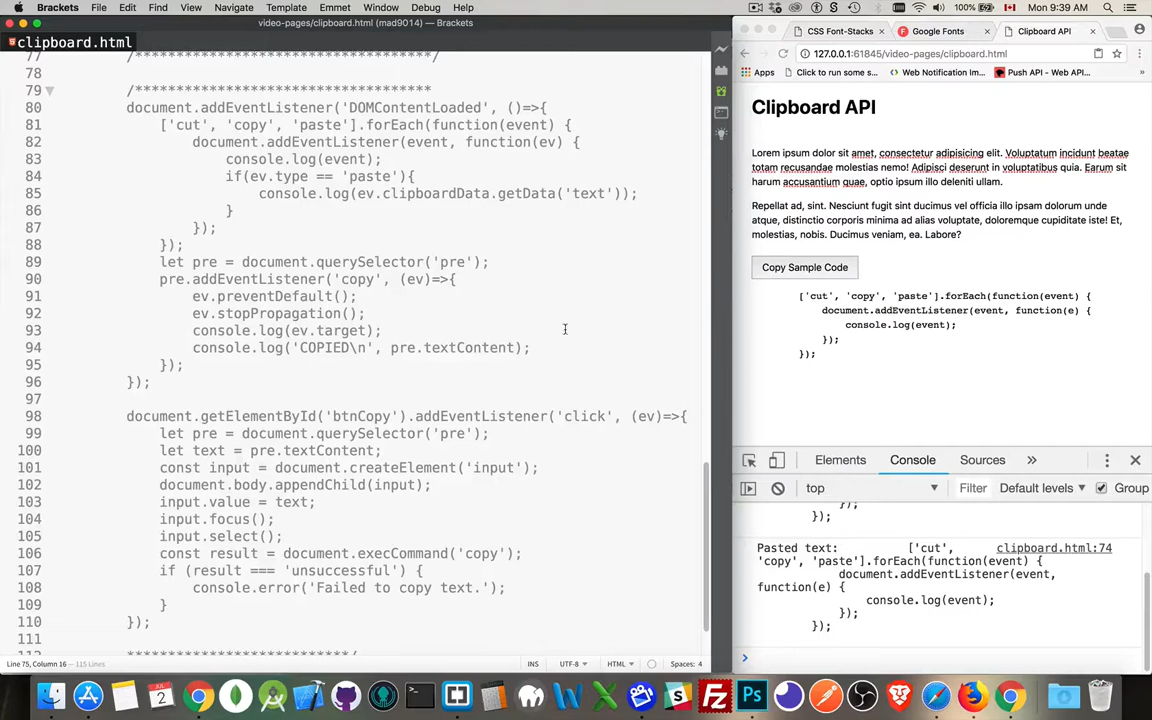 Brackets File Edit Find View Navigate Template Emmet Debug Help
100% Mon 9:39 AM
video-pages/clipboard.html (mad9014) — Brackets
clipboard.html
77 /*************************************/
78
79 /************************************
80 document.addEventListener('DOMContentLoaded', ()=>{
81 ['cut', 'copy', 'paste'].forEach(function(event) {
82 document.addEventListener(event, function(ev) {
83 console.log(event);
84 if(ev.type == 'paste'){
85 console.log(ev.clipboardData.getData('text'));
86 }
87 });
88 });
89 let pre = document.querySelector('pre');
90 pre.addEventListener('copy', (ev)=>{
91 ev.preventDefault();
92 ev.stopPropagation();
93 console.log(ev.target);
94 console.log('COPIED\n', pre.textContent);
95 });
96 });
97
98 document.getElementById('btnCopy').addEventListener('click', (ev)=>{
99 let pre = document.querySelector('pre');
100 let text = pre.textContent;
101 const input = document.createElement('input');
102 document.body.appendChild(input);
103 input.value = text;
104 input.focus();
105 input.select();
106 const result = document.execCommand('copy');
107 if (result === 'unsuccessful') {
108 console.error('Failed to copy text.');
109 }
110 });
111
112 ***************************/
Line 75, Column 16 — 115 Lines
INS UTF-8 HTML Spaces: 4
CSS Font-Stacks Google Fonts Clipboard API
127.0.0.1:61845/video-pages/clipboard.html
Apps Click to run some s... Web Notification Im... Push API - Web API... »
Clipboard API
Lorem ipsum dolor sit amet, consectetur adipisicing elit. Voluptatum incidunt beatae
totam recusandae molestias nemo! Adipisci deserunt in voluptatibus quia. Earum sit
harum accusantium quae, optio ipsum illo deleniti ullam.
Repellat ad, sint. Nesciunt fugit sint ducimus vel officia illo ipsam dolorum unde
atque, distinctio corporis minima ad alias voluptate, doloremque cupiditate iste! Et,
molestias, nobis. Ducimus veniam, ea. Labore?
Copy Sample Code
['cut', 'copy', 'paste'].forEach(function(event) {
document.addEventListener(event, function(e) {
console.log(event);
});
});
Elements Console Sources »
top Filter Default levels Group
});
Pasted text: ['cut', clipboard.html:74
'copy', 'paste'].forEach(function(event) {
document.addEventListener(event,
function(e) {
console.log(event);
});
});